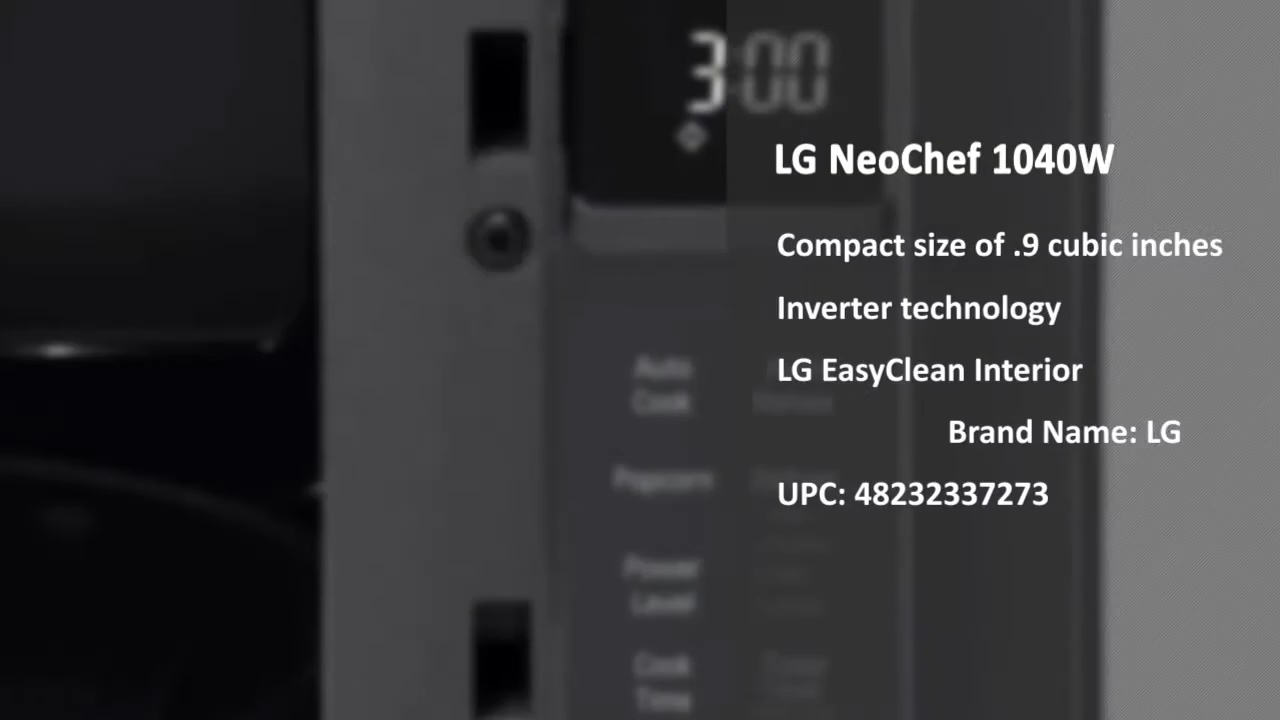 3:00
LG NeoChef 1040W
Compact size of .9 cubic inches
Inverter technology
LG EasyClean Interior
Brand Name: LG
UPC: 48232337273
Auto
Cook
Popcorn
Power
Level
Cook
Time